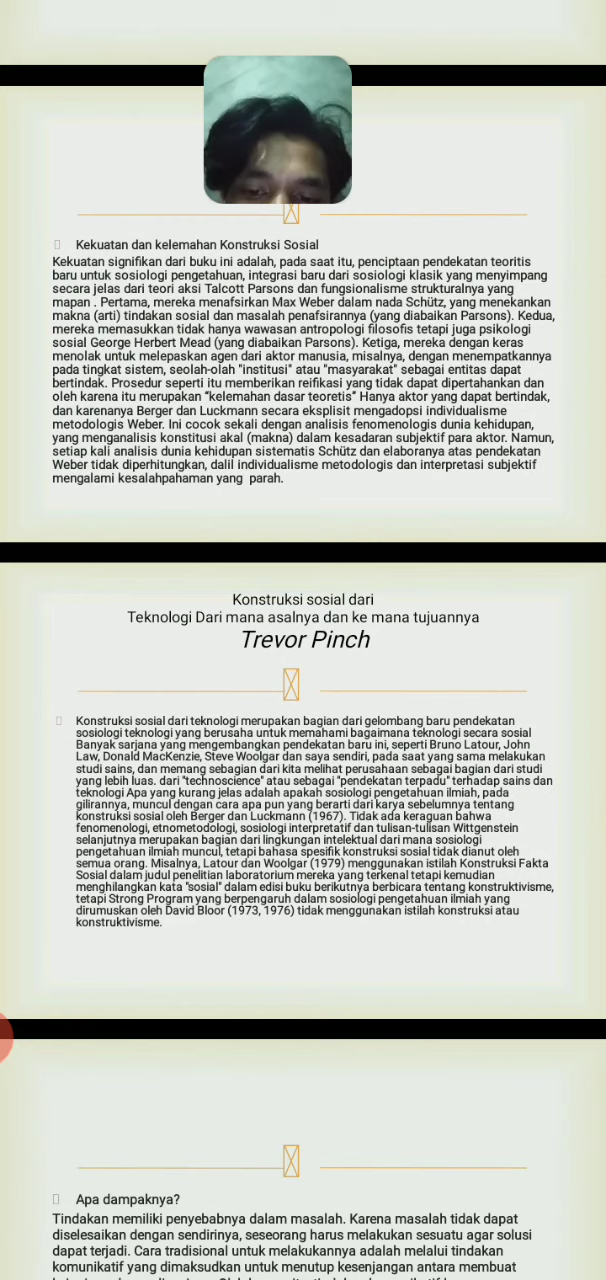 Kekuatan dan kelemahan Konstruksi Sosial
Kekuatan signifikan dari buku ini adalah, pada saat itu, penciptaan pendekatan teoritis
baru untuk sosiologi pengetahuan, integrasi baru dari sosiologi klasik yang menyimpang
secara jelas dari teori aksi Talcott Parsons dan fungsionalisme strukturalnya yang
mapan . Pertama, mereka menafsirkan Max Weber dalam nada Schütz, yang menekankan
makna (arti) tindakan sosial dan masalah penafsirannya (yang diabaikan Parsons). Kedua,
mereka memasukkan tidak hanya wawasan antropologi filosofis tetapi juga psikologi
sosial George Herbert Mead (yang diabaikan Parsons). Ketiga, mereka dengan keras
menolak untuk melepaskan agen dari aktor manusia, misalnya, dengan menempatkannya
pada tingkat sistem, seolah-olah "institusi" atau "masyarakat" sebagai entitas dapat
bertindak. Prosedur seperti itu memberikan reifikasi yang tidak dapat dipertahankan dan
oleh karena itu merupakan “kelemahan dasar teoretis” Hanya aktor yang dapat bertindak,
dan karenanya Berger dan Luckmann secara eksplisit mengadopsi individualisme
metodologis Weber. Ini cocok sekali dengan analisis fenomenologis dunia kehidupan,
yang menganalisis konstitusi akal (makna) dalam kesadaran subjektif para aktor. Namun,
setiap kali analisis dunia kehidupan sistematis Schütz dan elaboranya atas pendekatan
Weber tidak diperhitungkan, dalil individualisme metodologis dan interpretasi subjektif
mengalami kesalahpahaman yang  parah.
Konstruksi sosial dari
Teknologi Dari mana asalnya dan ke mana tujuannya
Trevor Pinch
Konstruksi sosial dari teknologi merupakan bagian dari gelombang baru pendekatan
sosiologi teknologi yang berusaha untuk memahami bagaimana teknologi secara sosial
Banyak sarjana yang mengembangkan pendekatan baru ini, seperti Bruno Latour, John
Law, Donald MacKenzie, Steve Woolgar dan saya sendiri, pada saat yang sama melakukan
studi sains, dan memang sebagian dari kita melihat perusahaan sebagai bagian dari studi
yang lebih luas. dari "technoscience" atau sebagai "pendekatan terpadu" terhadap sains dan
teknologi Apa yang kurang jelas adalah apakah sosiologi pengetahuan ilmiah, pada
gilirannya, muncul dengan cara apa pun yang berarti dari karya sebelumnya tentang
konstruksi sosial oleh Berger dan Luckmann (1967). Tidak ada keraguan bahwa
fenomenologi, etnometodologi, sosiologi interpretatif dan tulisan-tulisan Wittgenstein
selanjutnya merupakan bagian dari lingkungan intelektual dari mana sosiologi
pengetahuan ilmiah muncul, tetapi bahasa spesifik konstruksi sosial tidak dianut oleh
semua orang. Misalnya, Latour dan Woolgar (1979) menggunakan istilah Konstruksi Fakta
Sosial dalam judul penelitian laboratorium mereka yang terkenal tetapi kemudian
menghilangkan kata "sosial" dalam edisi buku berikutnya berbicara tentang konstruktivisme,
tetapi Strong Program yang berpengaruh dalam sosiologi pengetahuan ilmiah yang
dirumuskan oleh David Bloor (1973, 1976) tidak menggunakan istilah konstruksi atau
konstruktivisme.
Apa dampaknya?
Tindakan memiliki penyebabnya dalam masalah. Karena masalah tidak dapat
diselesaikan dengan sendirinya, seseorang harus melakukan sesuatu agar solusi
dapat terjadi. Cara tradisional untuk melakukannya adalah melalui tindakan
komunikatif yang dimaksudkan untuk menutup kesenjangan antara membuat